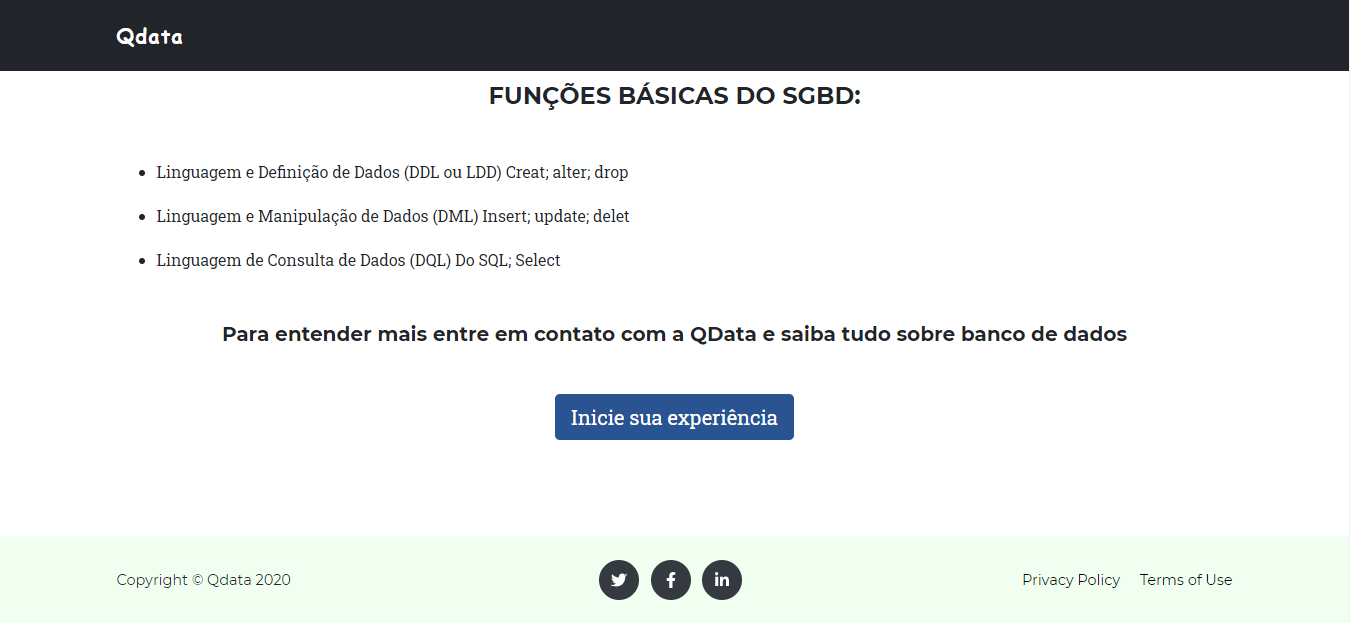 Qdata
FUNÇÕES BÁSICAS DO SGBD:
Linguagem e Definição de Dados (DDL ou LDD) Creat; alter; drop
Linguagem e Manipulação de Dados (DML) Insert; update; delet
Linguagem de Consulta de Dados (DQL) Do SQL; Select
Para entender mais entre em contato com a QData e saiba tudo sobre banco de dados
Inicie sua experiência
Copyright © Qdata 2020
Privacy Policy Terms of Use